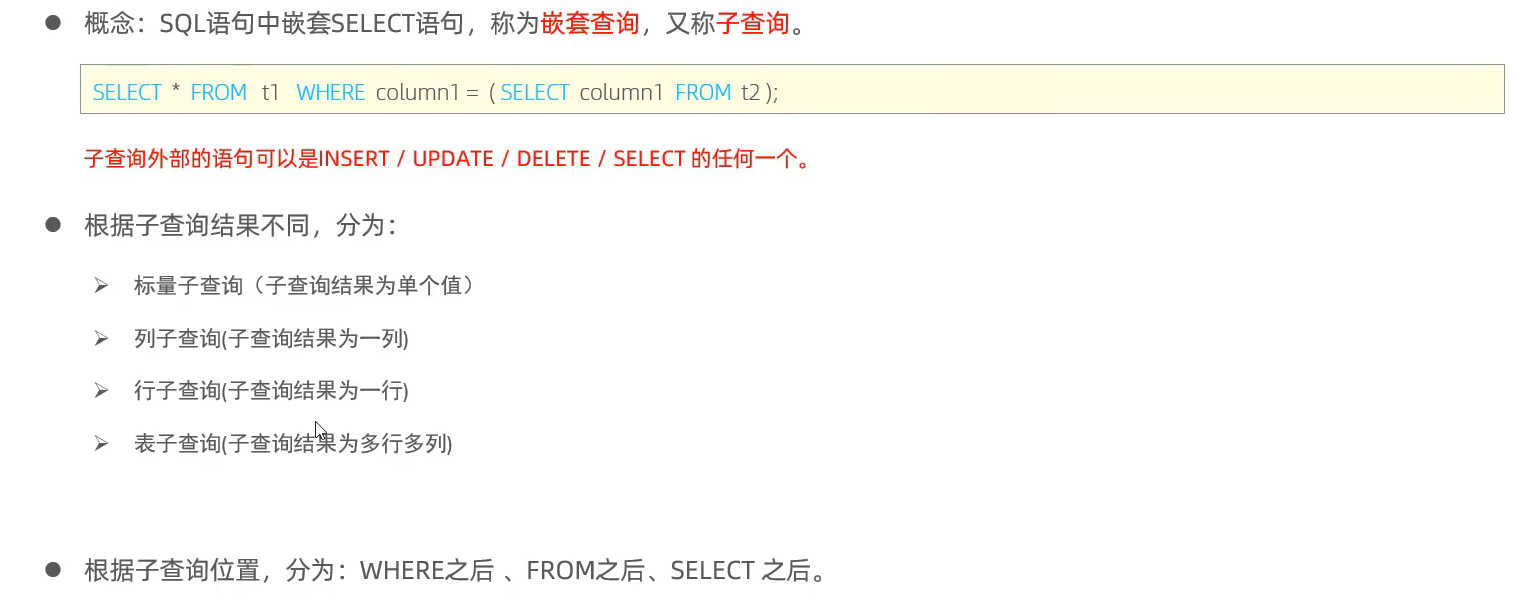 概念：SQL语句中嵌套SELECT语句，称为嵌套查询，又称子查询。
SELECT * FROM t1 WHERE column1 = ( SELECT column1 FROM t2 );
子查询外部的语句可以是INSERT / UPDATE / DELETE / SELECT 的任何一个。
根据子查询结果不同，分为：
标量子查询（子查询结果为单个值）
列子查询(子查询结果为一列)
行子查询(子查询结果为一行)
表子查询(子查询结果为多行多列)
根据子查询位置，分为：WHERE之后 、FROM之后、SELECT 之后。